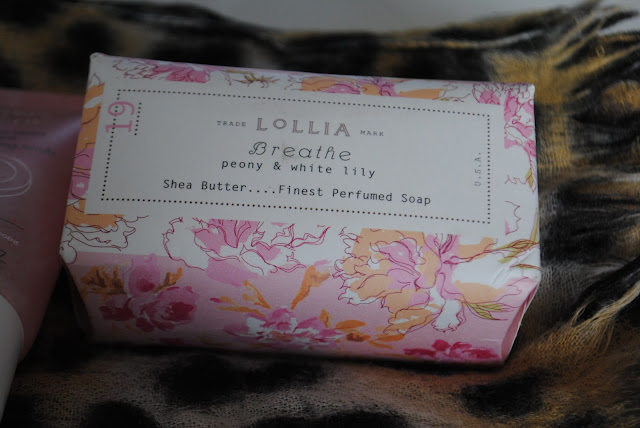 19
TRADE LOLLIA MARK
Breathe
peony & white lily
Shea Butter....Finest Perfumed Soap
U.S.A.